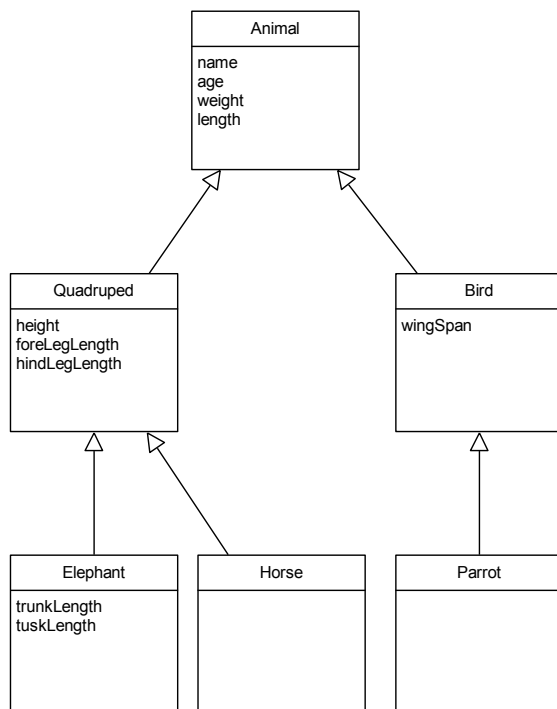 Animal
name
age
weight
length
Quadruped
height
foreLegLength
hindLegLength
Bird
wingSpan
Elephant
trunkLength
tuskLength
Horse
Parrot